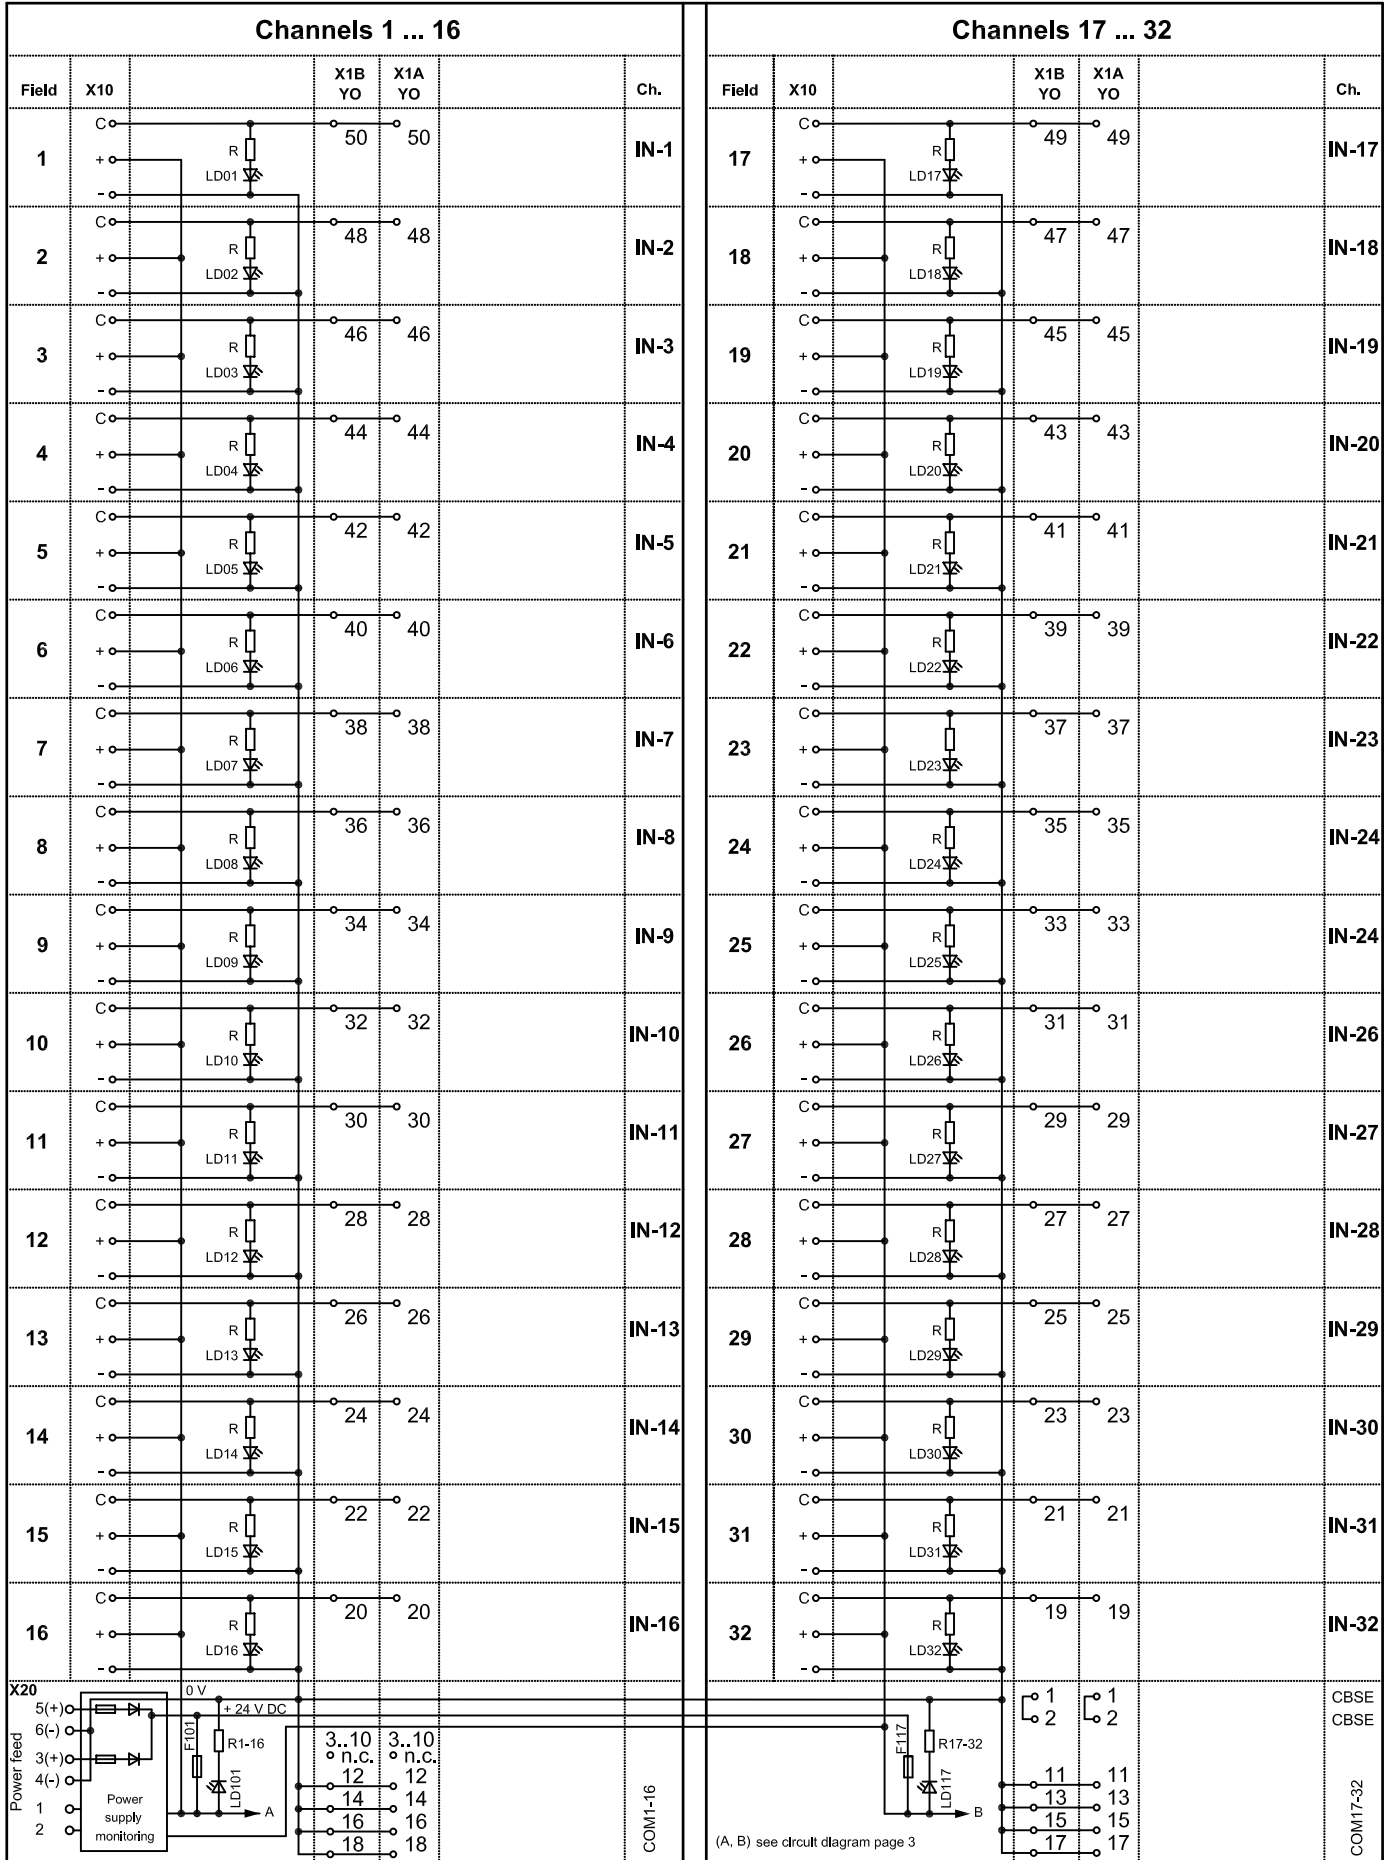 Channels 1 ... 16
Field X10 X1B YO X1A YO Ch.
C R 50 50
1 + LD01 IN-1
-
C R 48 48
2 + LD02 IN-2
-
C R 46 46
3 + LD03 IN-3
-
C R 44 44
4 + LD04 IN-4
-
C R 42 42
5 + LD05 IN-5
-
C R 40 40
6 + LD06 IN-6
-
C R 38 38
7 + LD07 IN-7
-
C R 36 36
8 + LD08 IN-8
-
C R 34 34
9 + LD09 IN-9
-
C R 32 32
10 + LD10 IN-10
-
C R 30 30
11 + LD11 IN-11
-
C R 28 28
12 + LD12 IN-12
-
C R 26 26
13 + LD13 IN-13
-
C R 24 24
14 + LD14 IN-14
-
C R 22 22
15 + LD15 IN-15
-
C R 20 20
16 + LD16 IN-16
-
X20
0 V
5(+) + 24 V DC
6(-)
3(+)
4(-)
1
2
Power feed
Power supply monitoring
F101
R1-16
LD101
A
3..10 3..10
n.c. n.c.
12 12
14 14
16 16
18 18
COM1-16
Channels 17 ... 32
Field X10 X1B YO X1A YO Ch.
C R 49 49
17 + LD17 IN-17
-
C R 47 47
18 + LD18 IN-18
-
C R 45 45
19 + LD19 IN-19
-
C R 43 43
20 + LD20 IN-20
-
C R 41 41
21 + LD21 IN-21
-
C R 39 39
22 + LD22 IN-22
-
C R 37 37
23 + LD23 IN-23
-
C R 35 35
24 + LD24 IN-24
-
C R 33 33
25 + LD25 IN-24
-
C R 31 31
26 + LD26 IN-26
-
C R 29 29
27 + LD27 IN-27
-
C R 27 27
28 + LD28 IN-28
-
C R 25 25
29 + LD29 IN-29
-
C R 23 23
30 + LD30 IN-30
-
C R 21 21
31 + LD31 IN-31
-
C R 19 19
32 + LD32 IN-32
-
1 1 CBSE
2 2 CBSE
F117
R17-32
LD117
B
11 11
13 13
15 15
17 17
COM17-32
(A, B) see circuit diagram page 3